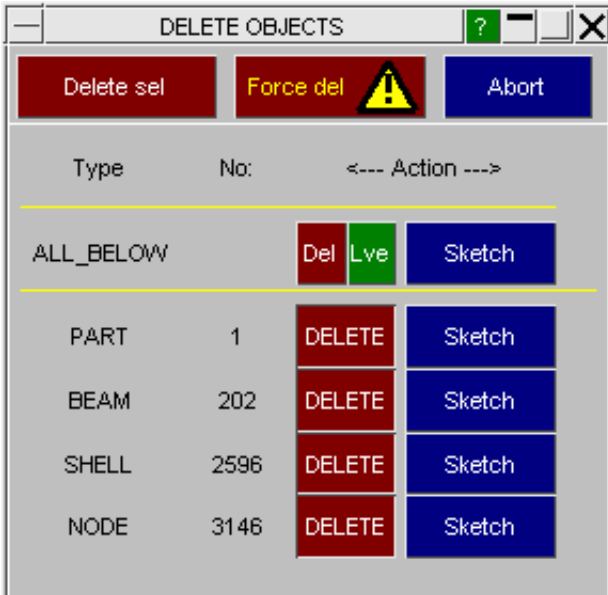 DELETE OBJECTS ?
Delete sel Force del Abort
Type No: <--- Action --->
ALL_BELOW Del Lve Sketch
PART 1 DELETE Sketch
BEAM 202 DELETE Sketch
SHELL 2596 DELETE Sketch
NODE 3146 DELETE Sketch